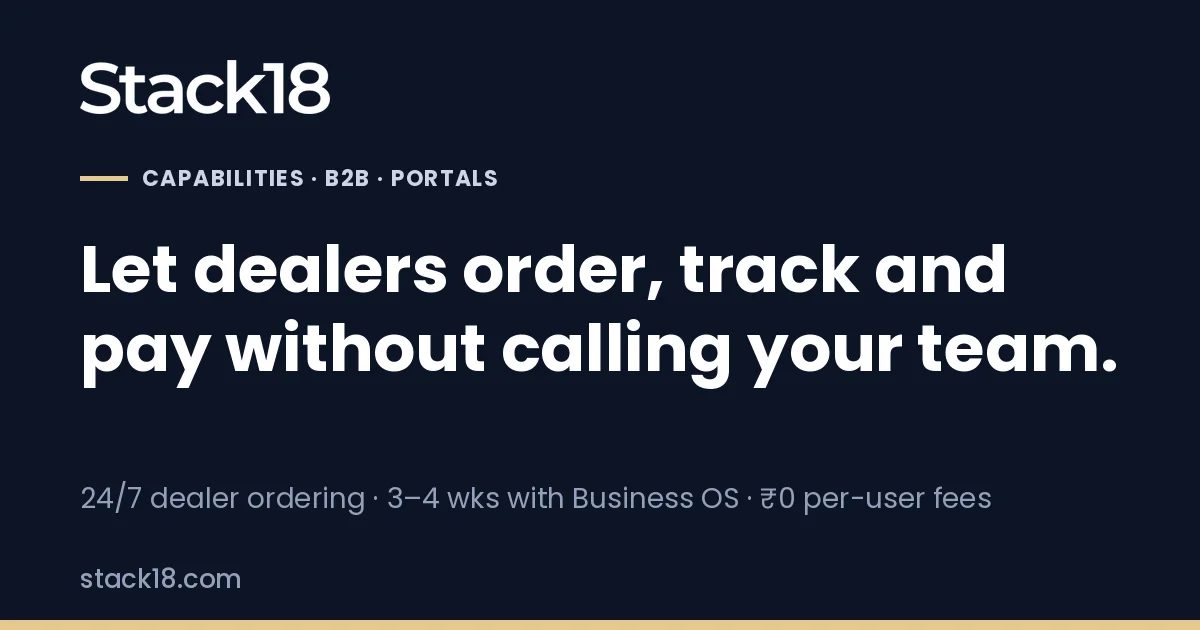 Stack18
CAPABILITIES · B2B · PORTALS
Let dealers order, track and
pay without calling your team.
24/7 dealer ordering · 3–4 wks with Business OS · ₹0 per-user fees
stack18.com